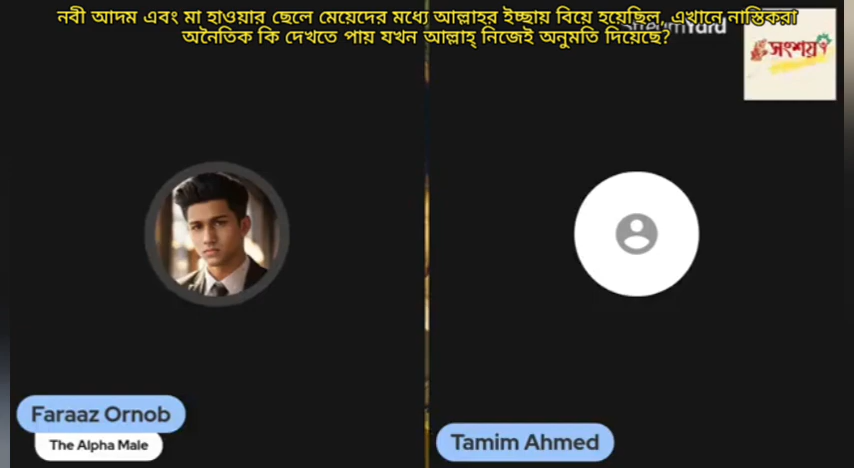 নবী আদম এবং মা হাওয়ার ছেলে মেয়েদের মধ্যে আল্লাহর ইচ্ছায় বিয়ে হয়েছিল, এখানে নাস্তিকরা
অনৈতিক কি দেখতে পায় যখন আল্লাহ্ নিজেই অনুমতি দিয়েছে?
সংশয়
Faraaz Ornob
The Alpha Male
Tamim Ahmed